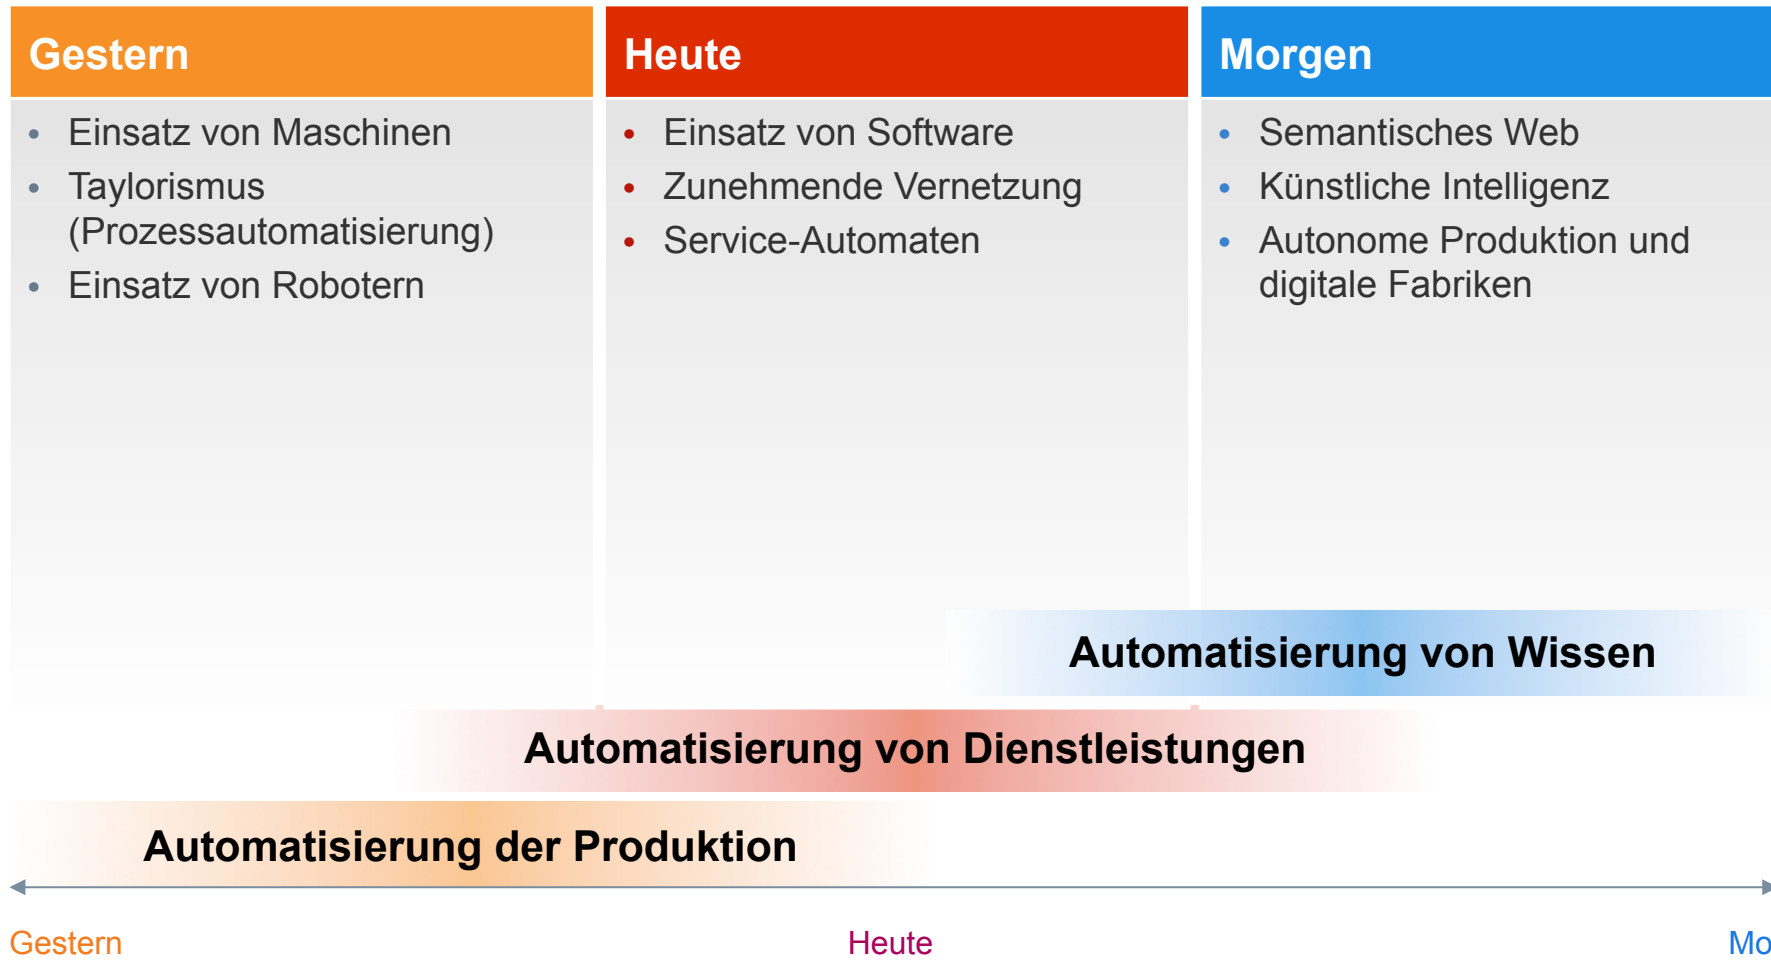 Gestern
Einsatz von Maschinen
Taylorismus
(Prozessautomatisierung)
Einsatz von Robotern
Heute
Einsatz von Software
Zunehmende Vernetzung
Service-Automaten
Morgen
Semantisches Web
Künstliche Intelligenz
Autonome Produktion und
digitale Fabriken
Automatisierung von Wissen
Automatisierung von Dienstleistungen
Automatisierung der Produktion
Gestern
Heute
Mo